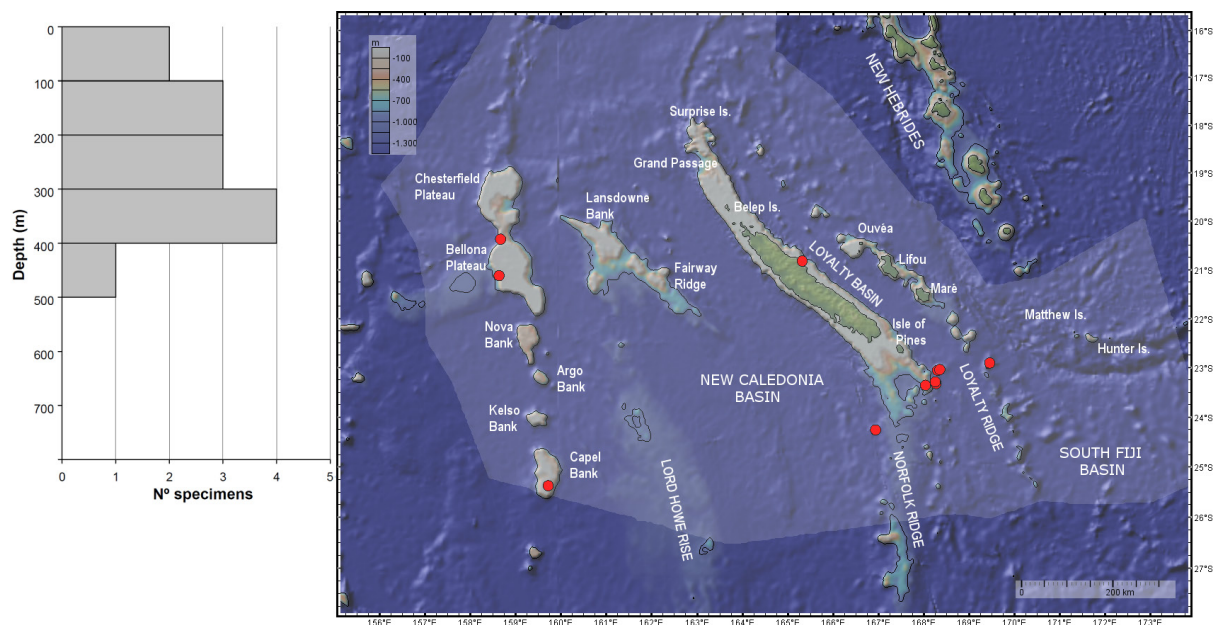 0
100
200
300
400
500
600
700
Depth (m)
0
1
2
3
4
5
Nº specimens
m
-100
-400
-700
-1.000
-1.300
Surprise Is.
Grand Passage
Chesterfield
Plateau
Lansdowne
Bank
Belep Is.
Bellona
Plateau
Fairway
Ridge
Nova
Bank
Argo
Bank
Kelso
Bank
Capel
Bank
NEW CALEDONIA
BASIN
LORD HOWE RISE
NORFOLK RIDGE
Isle of
Pines
LOYALTY BASIN
Ouvèa
Lifou
Marè
LOYALTY RIDGE
NEW HEBRIDES
Matthew Is.
Hunter Is.
SOUTH FIJI
BASIN
0
200 km
16°S
17°S
18°S
19°S
20°S
21°S
22°S
23°S
24°S
25°S
26°S
27°S
156°E
157°E
158°E
159°E
160°E
161°E
162°E
163°E
164°E
165°E
166°E
167°E
168°E
169°E
170°E
171°E
172°E
173°E